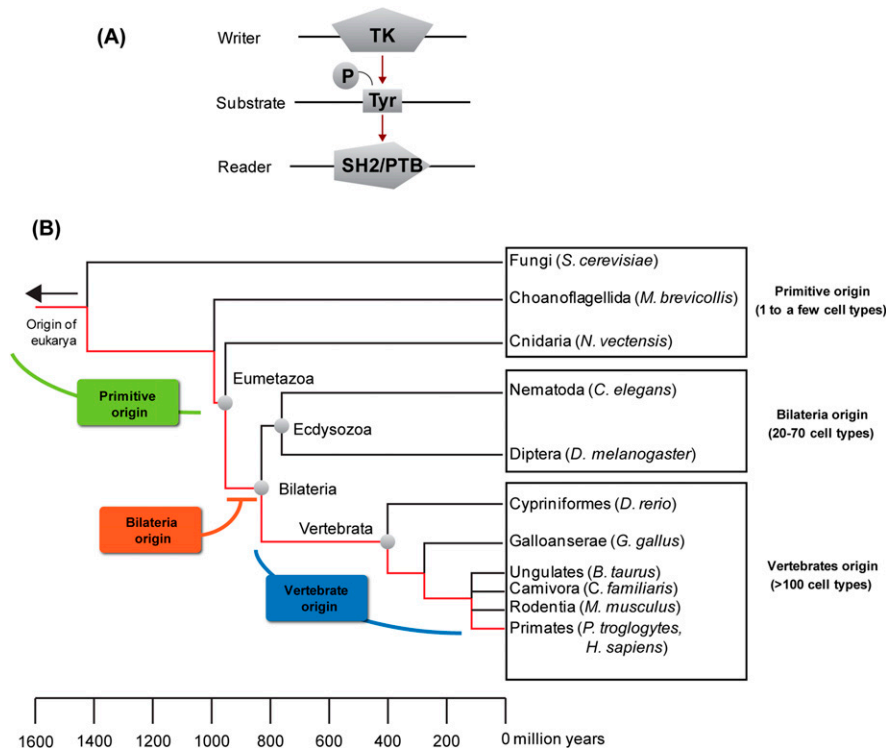 (A)
Writer
TK
P
Substrate
Tyr
Reader
SH2/PTB
(B)
Fungi (S. cerevisiae)
Choanoflagellida (M. brevicollis)
Cnidaria (N. vectensis)
Primitive origin
(1 to a few cell types)
Origin of
eukarya
Primitive
origin
Eumetazoa
Nematoda (C. elegans)
Ecdysozoa
Diptera (D. melanogaster)
Bilateria origin
(20-70 cell types)
Bilateria
Bilateria
origin
Vertebrata
Cypriniformes (D. rerio)
Galloanserae (G. gallus)
Ungulates (B. taurus)
Camivora (C. familiaris)
Rodentia (M. musculus)
Primates (P. troglogytes,
H. sapiens)
Vertebrates origin
(>100 cell types)
Vertebrate
origin
1600 1400 1200 1000 800 600 400 200 0 million years